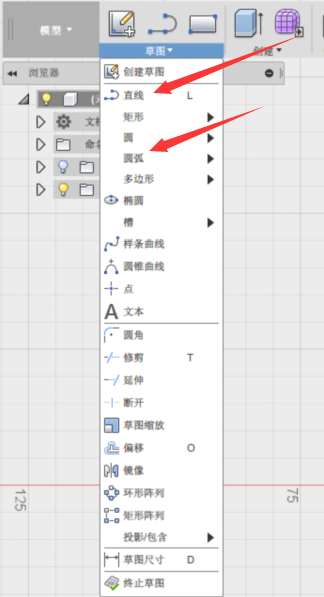 模型
草图
创建
浏览器
创建草图
直线 L
矩形
圆
圆弧
多边形
椭圆
槽
样条曲线
圆锥曲线
点
文本
圆角
修剪 T
延伸
断开
草图缩放
偏移 O
镜像
环形阵列
矩形阵列
投影/包含
草图尺寸 D
终止草图
125
75